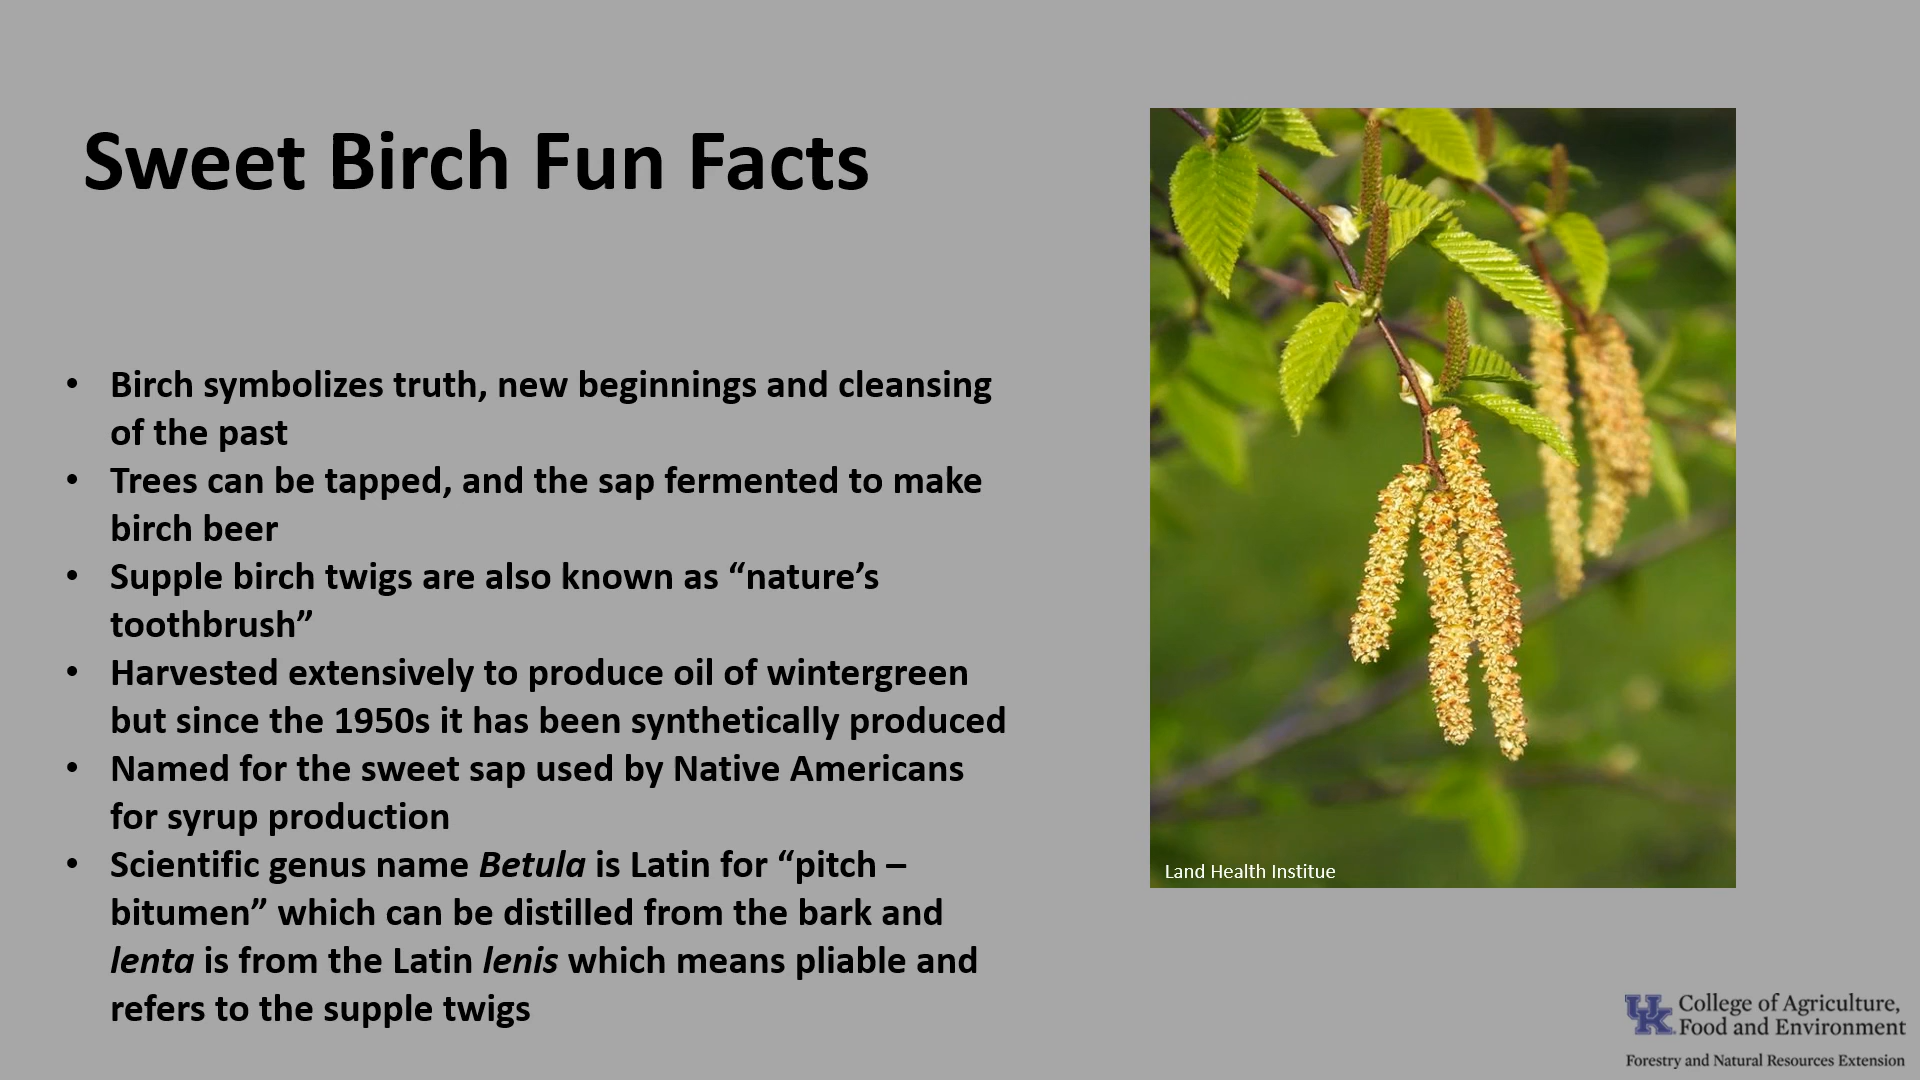 Sweet Birch Fun Facts
• Birch symbolizes truth, new beginnings and cleansing
of the past
• Trees can be tapped, and the sap fermented to make
birch beer
• Supple birch twigs are also known as “nature’s
toothbrush”
• Harvested extensively to produce oil of wintergreen
but since the 1950s it has been synthetically produced
• Named for the sweet sap used by Native Americans
for syrup production
• Scientific genus name Betula is Latin for “pitch –
bitumen” which can be distilled from the bark and
lenta is from the Latin lenis which means pliable and
refers to the supple twigs
Land Health Institue
UK College of Agriculture,
Food and Environment
Forestry and Natural Resources Extension